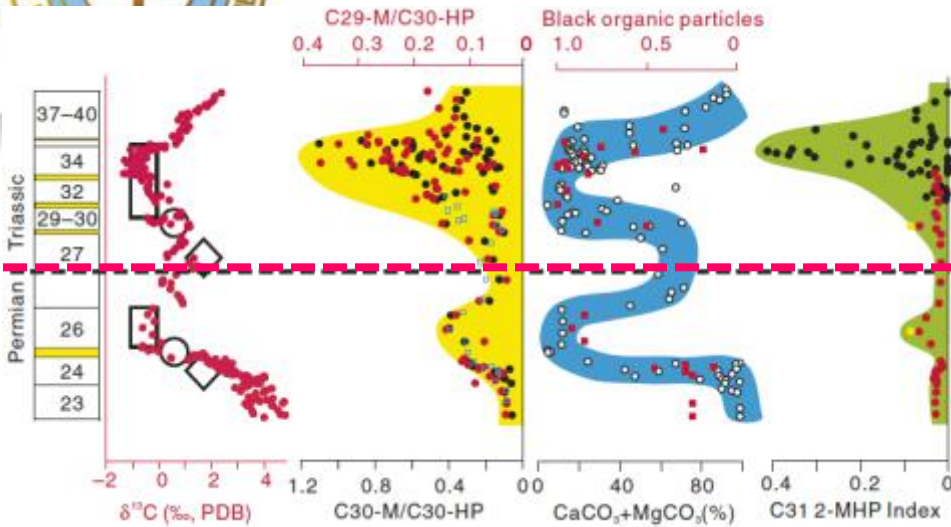 C29-M/C30-HP
0.4 0.3 0.2 0.1 0
Black organic particles
0 1.0 0.5 0
Triassic
Permian
37–40
34
32
29–30
27
26
24
23
−2 0 2 4
δ¹³C (‰, PDB)
1.2 0.8 0.4 0
C30-M/C30-HP
0 40 80
CaCO₃+MgCO₃(%)
0.4 0.2 0
C31 2-MHP Index